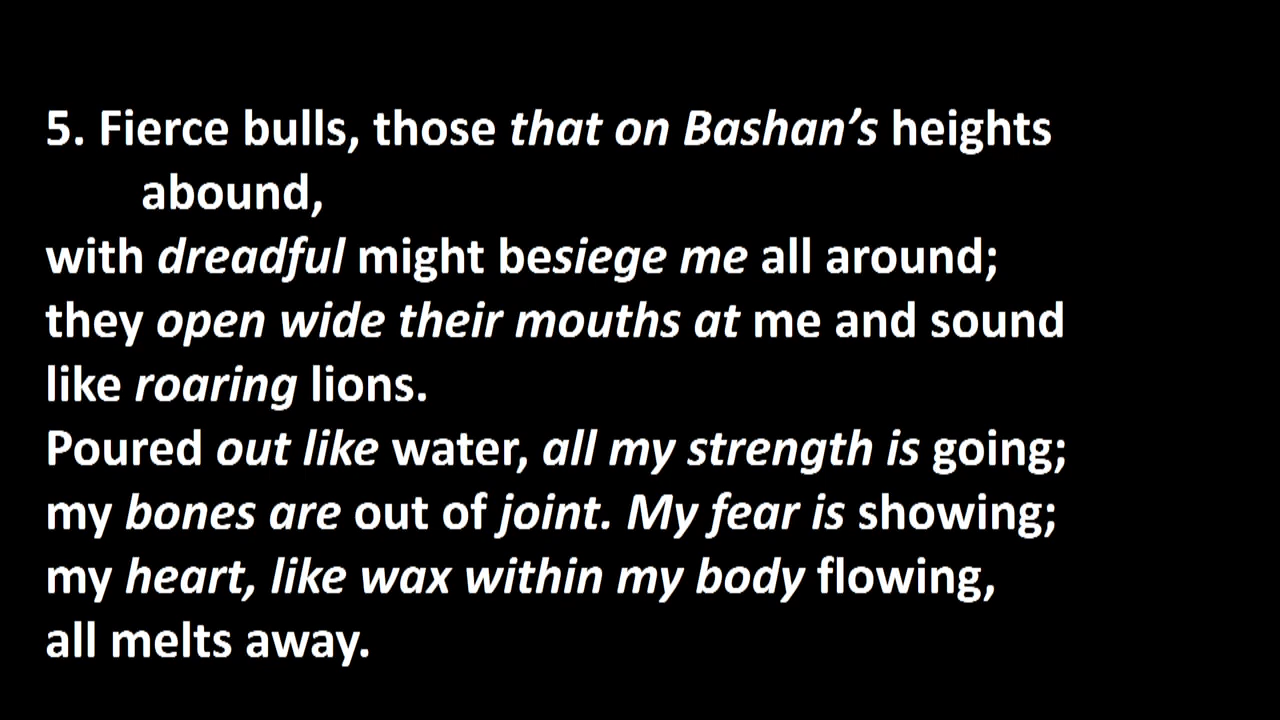 5. Fierce bulls, those that on Bashan’s heights
abound,
with dreadful might besiege me all around;
they open wide their mouths at me and sound
like roaring lions.
Poured out like water, all my strength is going;
my bones are out of joint. My fear is showing;
my heart, like wax within my body flowing,
all melts away.